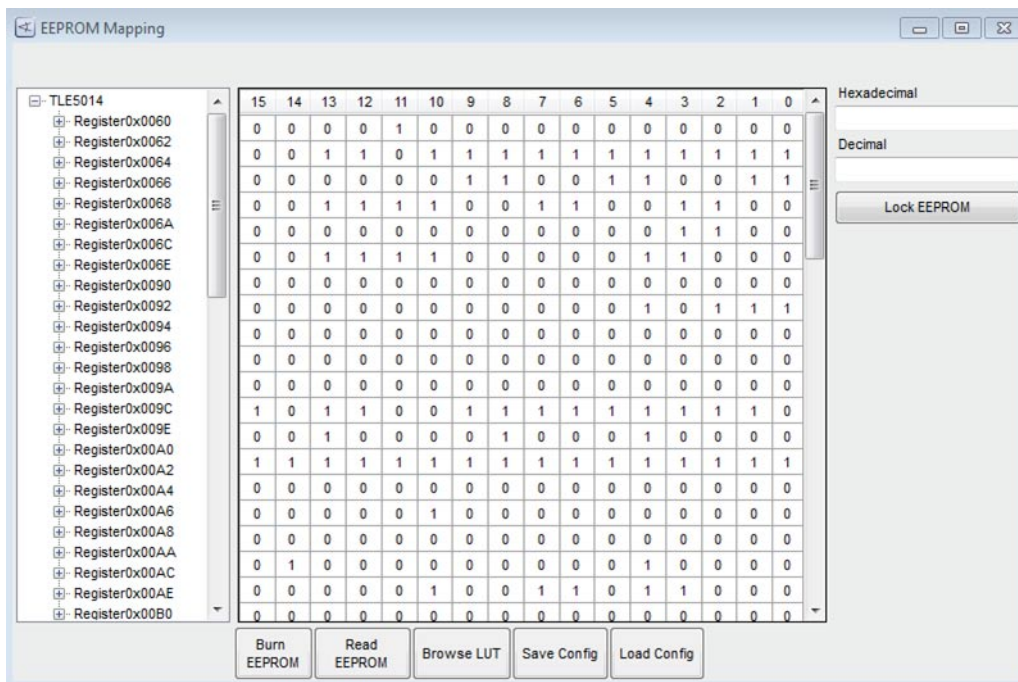 EEPROM Mapping
TLE5014
Register0x0060
Register0x0062
Register0x0064
Register0x0066
Register0x0068
Register0x006A
Register0x006C
Register0x006E
Register0x0090
Register0x0092
Register0x0094
Register0x0096
Register0x0098
Register0x009A
Register0x009C
Register0x009E
Register0x00A0
Register0x00A2
Register0x00A4
Register0x00A6
Register0x00A8
Register0x00AA
Register0x00AC
Register0x00AE
Register0x00B0
15 14 13 12 11 10 9 8 7 6 5 4 3 2 1 0
0 0 0 0 1 0 0 0 0 0 0 0 0 0 0 0
0 0 1 1 0 1 1 1 1 1 1 1 1 1 1 1
0 0 0 0 0 0 1 1 0 0 1 1 0 0 1 1
0 0 1 1 1 1 0 0 1 1 0 0 1 1 0 0
0 0 0 0 0 0 0 0 0 0 0 0 1 1 0 0
0 0 1 1 1 1 0 0 0 0 0 1 1 0 0 0
0 0 0 0 0 0 0 0 0 0 0 0 0 0 0 0
0 0 0 0 0 0 0 0 0 0 0 1 0 1 1 1
0 0 0 0 0 0 0 0 0 0 0 0 0 0 0 0
0 0 0 0 0 0 0 0 0 0 0 0 0 0 0 0
0 0 0 0 0 0 0 0 0 0 0 0 0 0 0 0
1 0 1 1 0 0 1 1 1 1 1 1 1 1 1 0
0 0 1 0 0 0 0 1 0 0 0 1 0 0 0 0
1 1 1 1 1 1 1 1 1 1 1 1 1 1 1 1
0 0 0 0 0 0 0 0 0 0 0 0 0 0 0 0
0 0 0 0 0 1 0 0 0 0 0 0 0 0 0 0
0 0 0 0 0 0 0 0 0 0 0 0 0 0 0 0
0 1 0 0 0 0 0 0 0 0 0 1 0 0 0 0
0 0 0 0 0 1 0 0 1 1 0 1 1 0 0 0
0 0 0 0 0 0 0 0 0 0 0 0 0 0 0 0
Hexadecimal
Decimal
Lock EEPROM
Burn
EEPROM
Read
EEPROM
Browse LUT
Save Config
Load Config